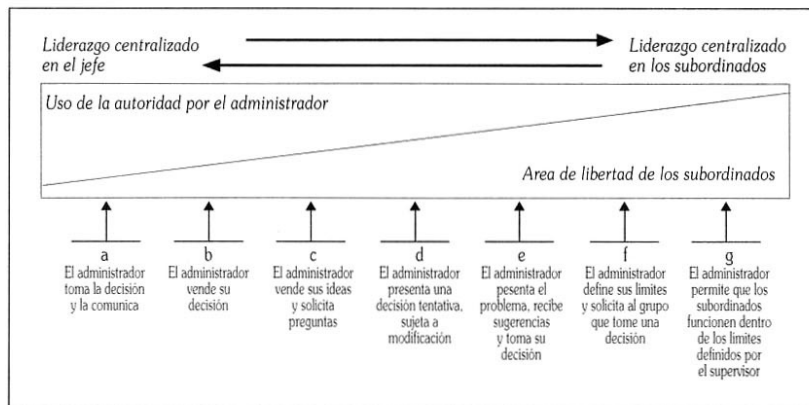 Liderazgo centralizado
en el jefe
Liderazgo centralizado
en los subordinados
Uso de la autoridad por el administrador
Area de libertad de los subordinados
a
El administrador
toma la decisión
y la comunica
b
El administrador
vende su
decisión
c
El administrador
vende sus ideas
y solicita
preguntas
d
El administrador
presenta una
decisión tentativa,
sujeta a
modificación
e
El administrador
pesenta el
problema, recibe
sugerencias
y toma su
decisión
f
El administrador
define sus limites
y solicita al grupo
que tome una
decisión
g
El administrador
permite que los
subordinados
funcionen dentro
de los limites
definidos por
el supervisor